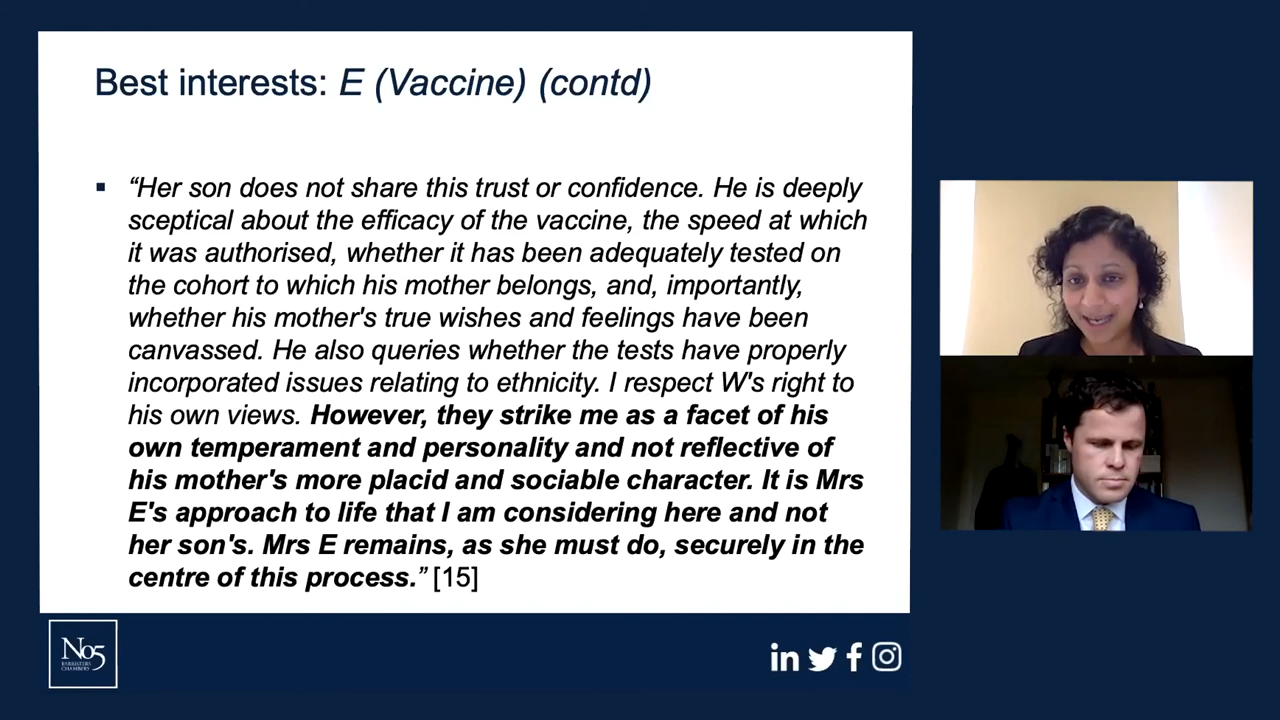 Best interests: E (Vaccine) (contd)
▪ “Her son does not share this trust or confidence. He is deeply
sceptical about the efficacy of the vaccine, the speed at which
it was authorised, whether it has been adequately tested on
the cohort to which his mother belongs, and, importantly,
whether his mother's true wishes and feelings have been
canvassed. He also queries whether the tests have properly
incorporated issues relating to ethnicity. I respect W's right to
his own views. However, they strike me as a facet of his
own temperament and personality and not reflective of
his mother's more placid and sociable character. It is Mrs
E's approach to life that I am considering here and not
her son's. Mrs E remains, as she must do, securely in the
centre of this process.” [15]
No5
BARRISTERS
CHAMBERS
in